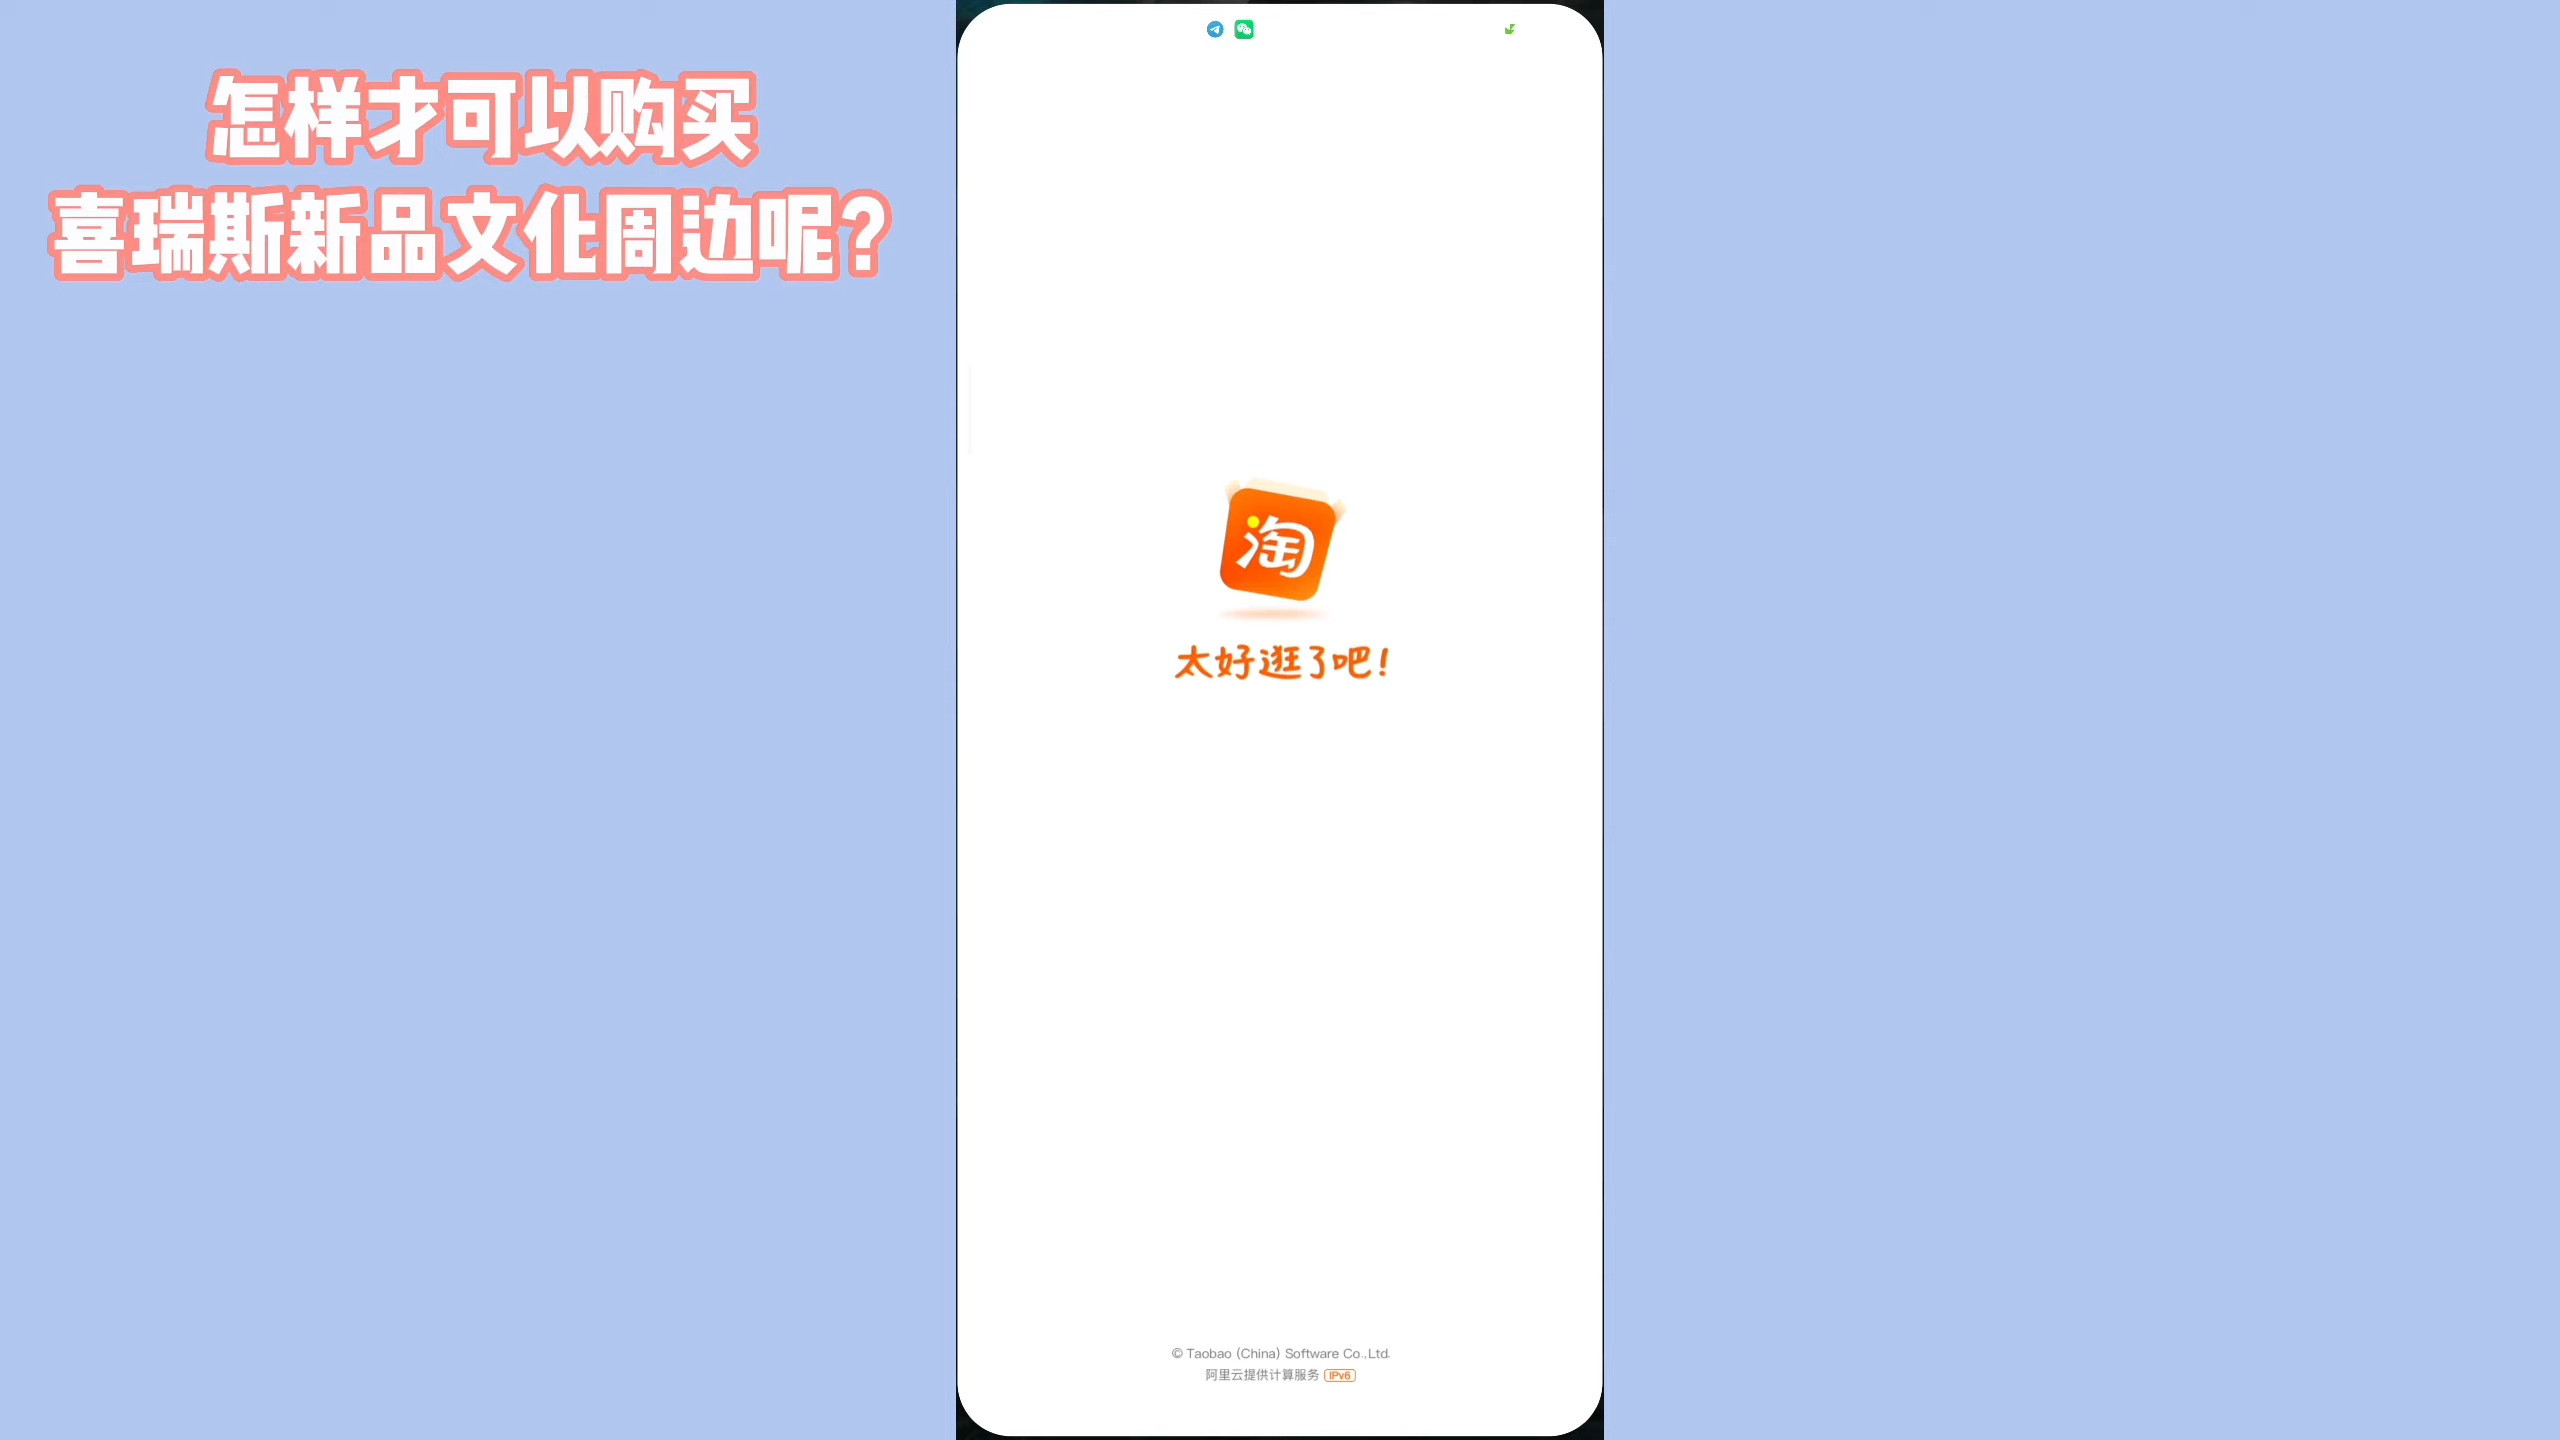 怎样才可以购买
喜瑞斯新品文化周边呢？
淘
太好逛了吧！
© Taobao (China) Software Co.,Ltd.
阿里云提供计算服务 IPv6